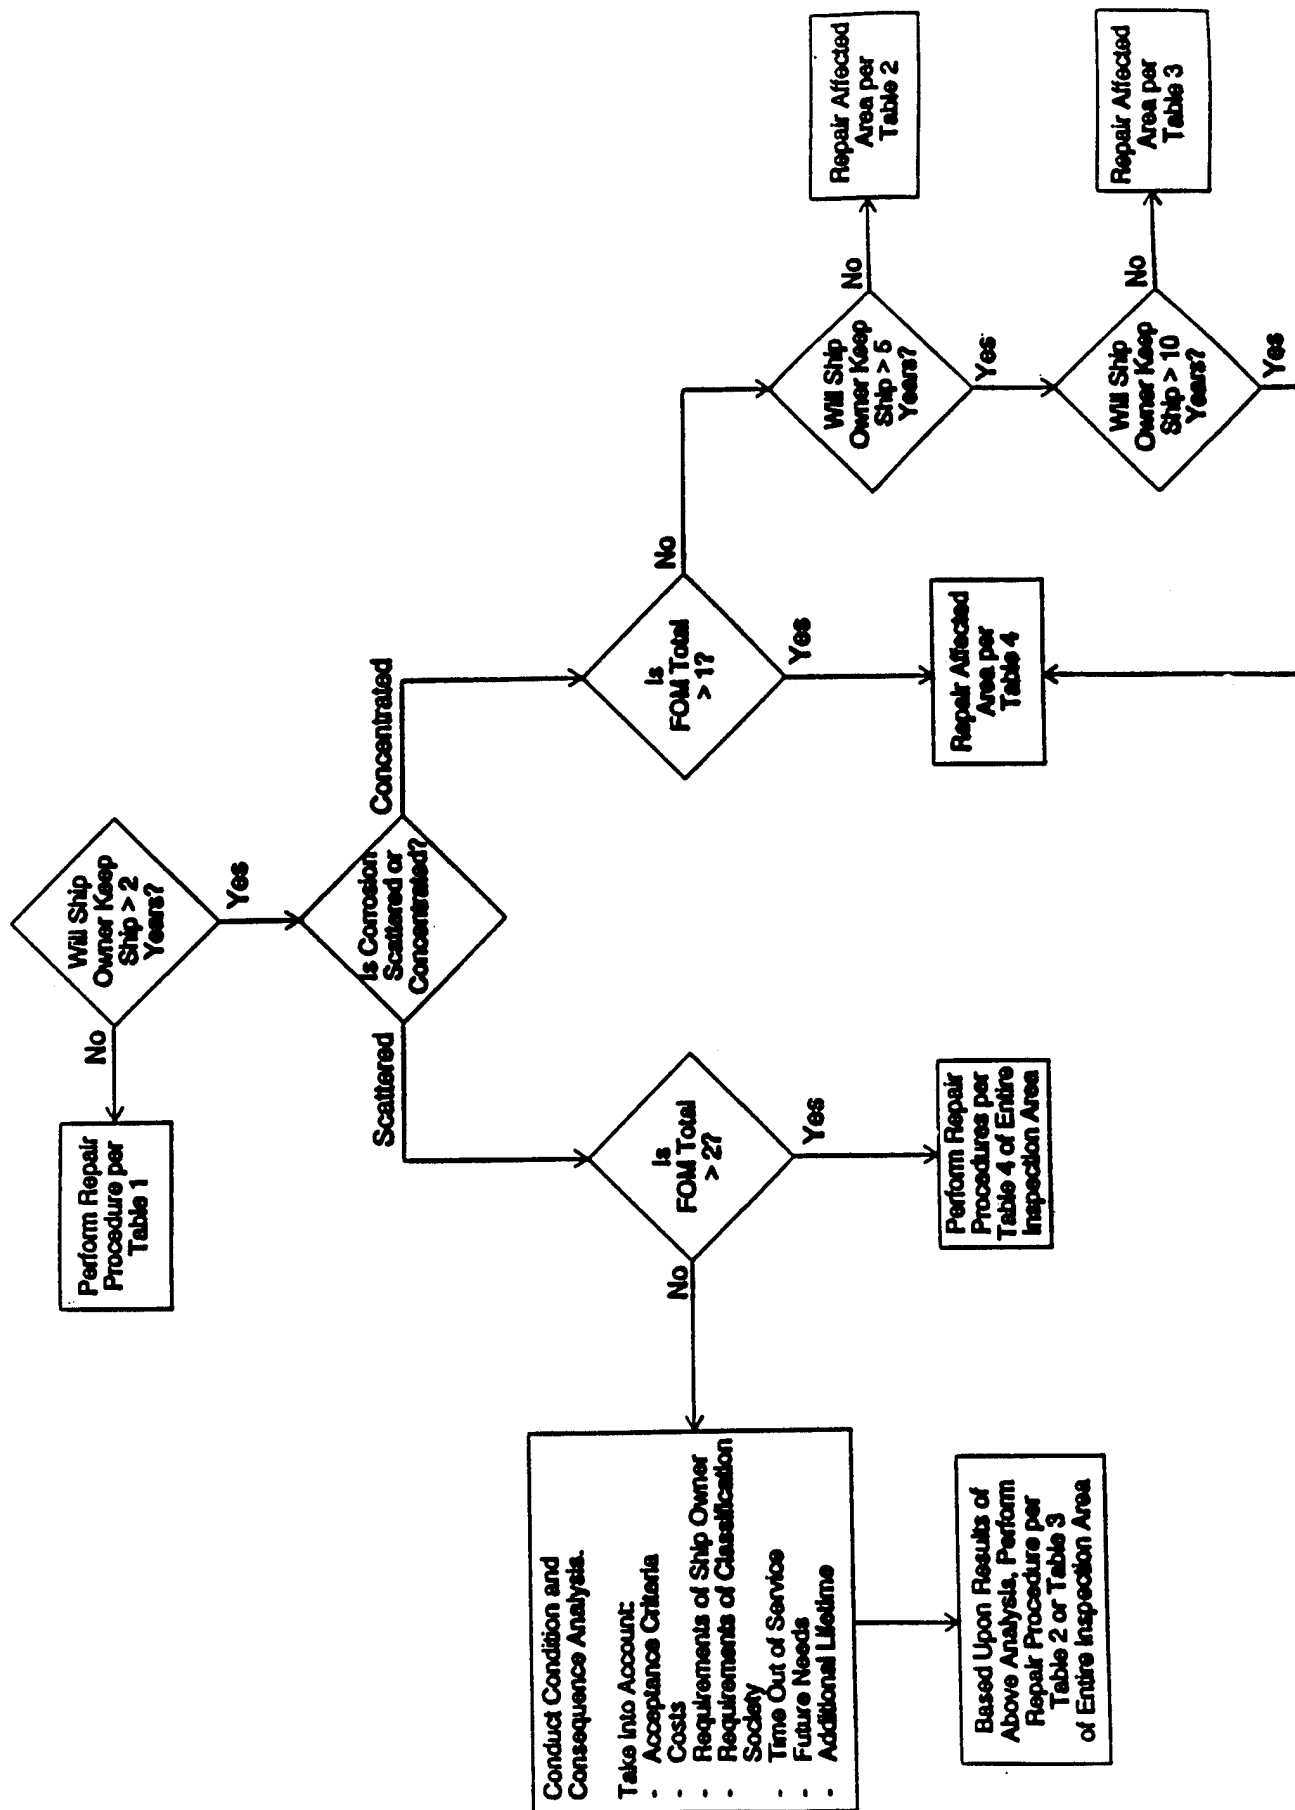 Will Ship
Owner Keep
Ship > 2
Years?
No
Yes
Perform Repair
Procedure per
Table 1
Is Corrosion
Scattered or
Concentrated?
Scattered
Concentrated
Is
FOM Total
> 2?
No
Yes
Conduct Condition and
Consequence Analysis.
Take into Account:
- Acceptance Criteria
- Costs
- Requirements of Ship Owner
- Requirements of Classification
Society
- Time Out of Service
- Future Needs
- Additional Lifetime
Based Upon Results of
Above Analysis, Perform
Repair Procedure per
Table 2 or Table 3
of Entire Inspection Area
Perform Repair
Procedures per
Table 4 of Entire
Inspection Area
Is
FOM Total
> 1?
No
Yes
Repair Affected
Area per
Table 4
Will Ship
Owner Keep
Ship > 5
Years?
No
Yes
Repair Affected
Area per
Table 2
Will Ship
Owner Keep
Ship > 10
Years?
No
Yes
Repair Affected
Area per
Table 3